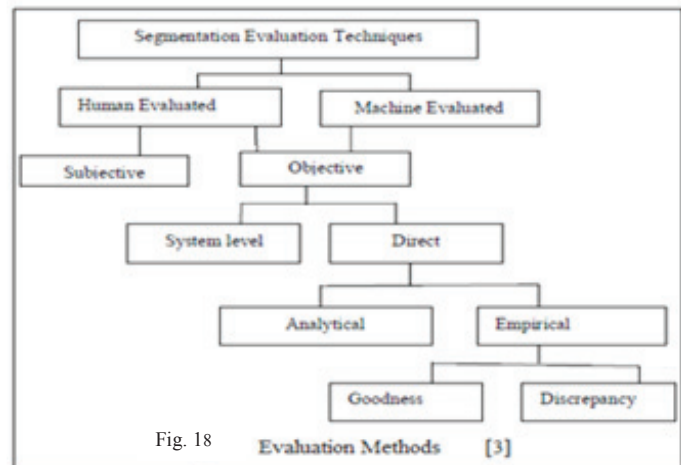 Segmentation Evaluation Techniques
Human Evaluated
Machine Evaluated
Subjective
Objective
System level
Direct
Analytical
Empirical
Goodness
Discrepancy
Fig. 18
Evaluation Methods [3]